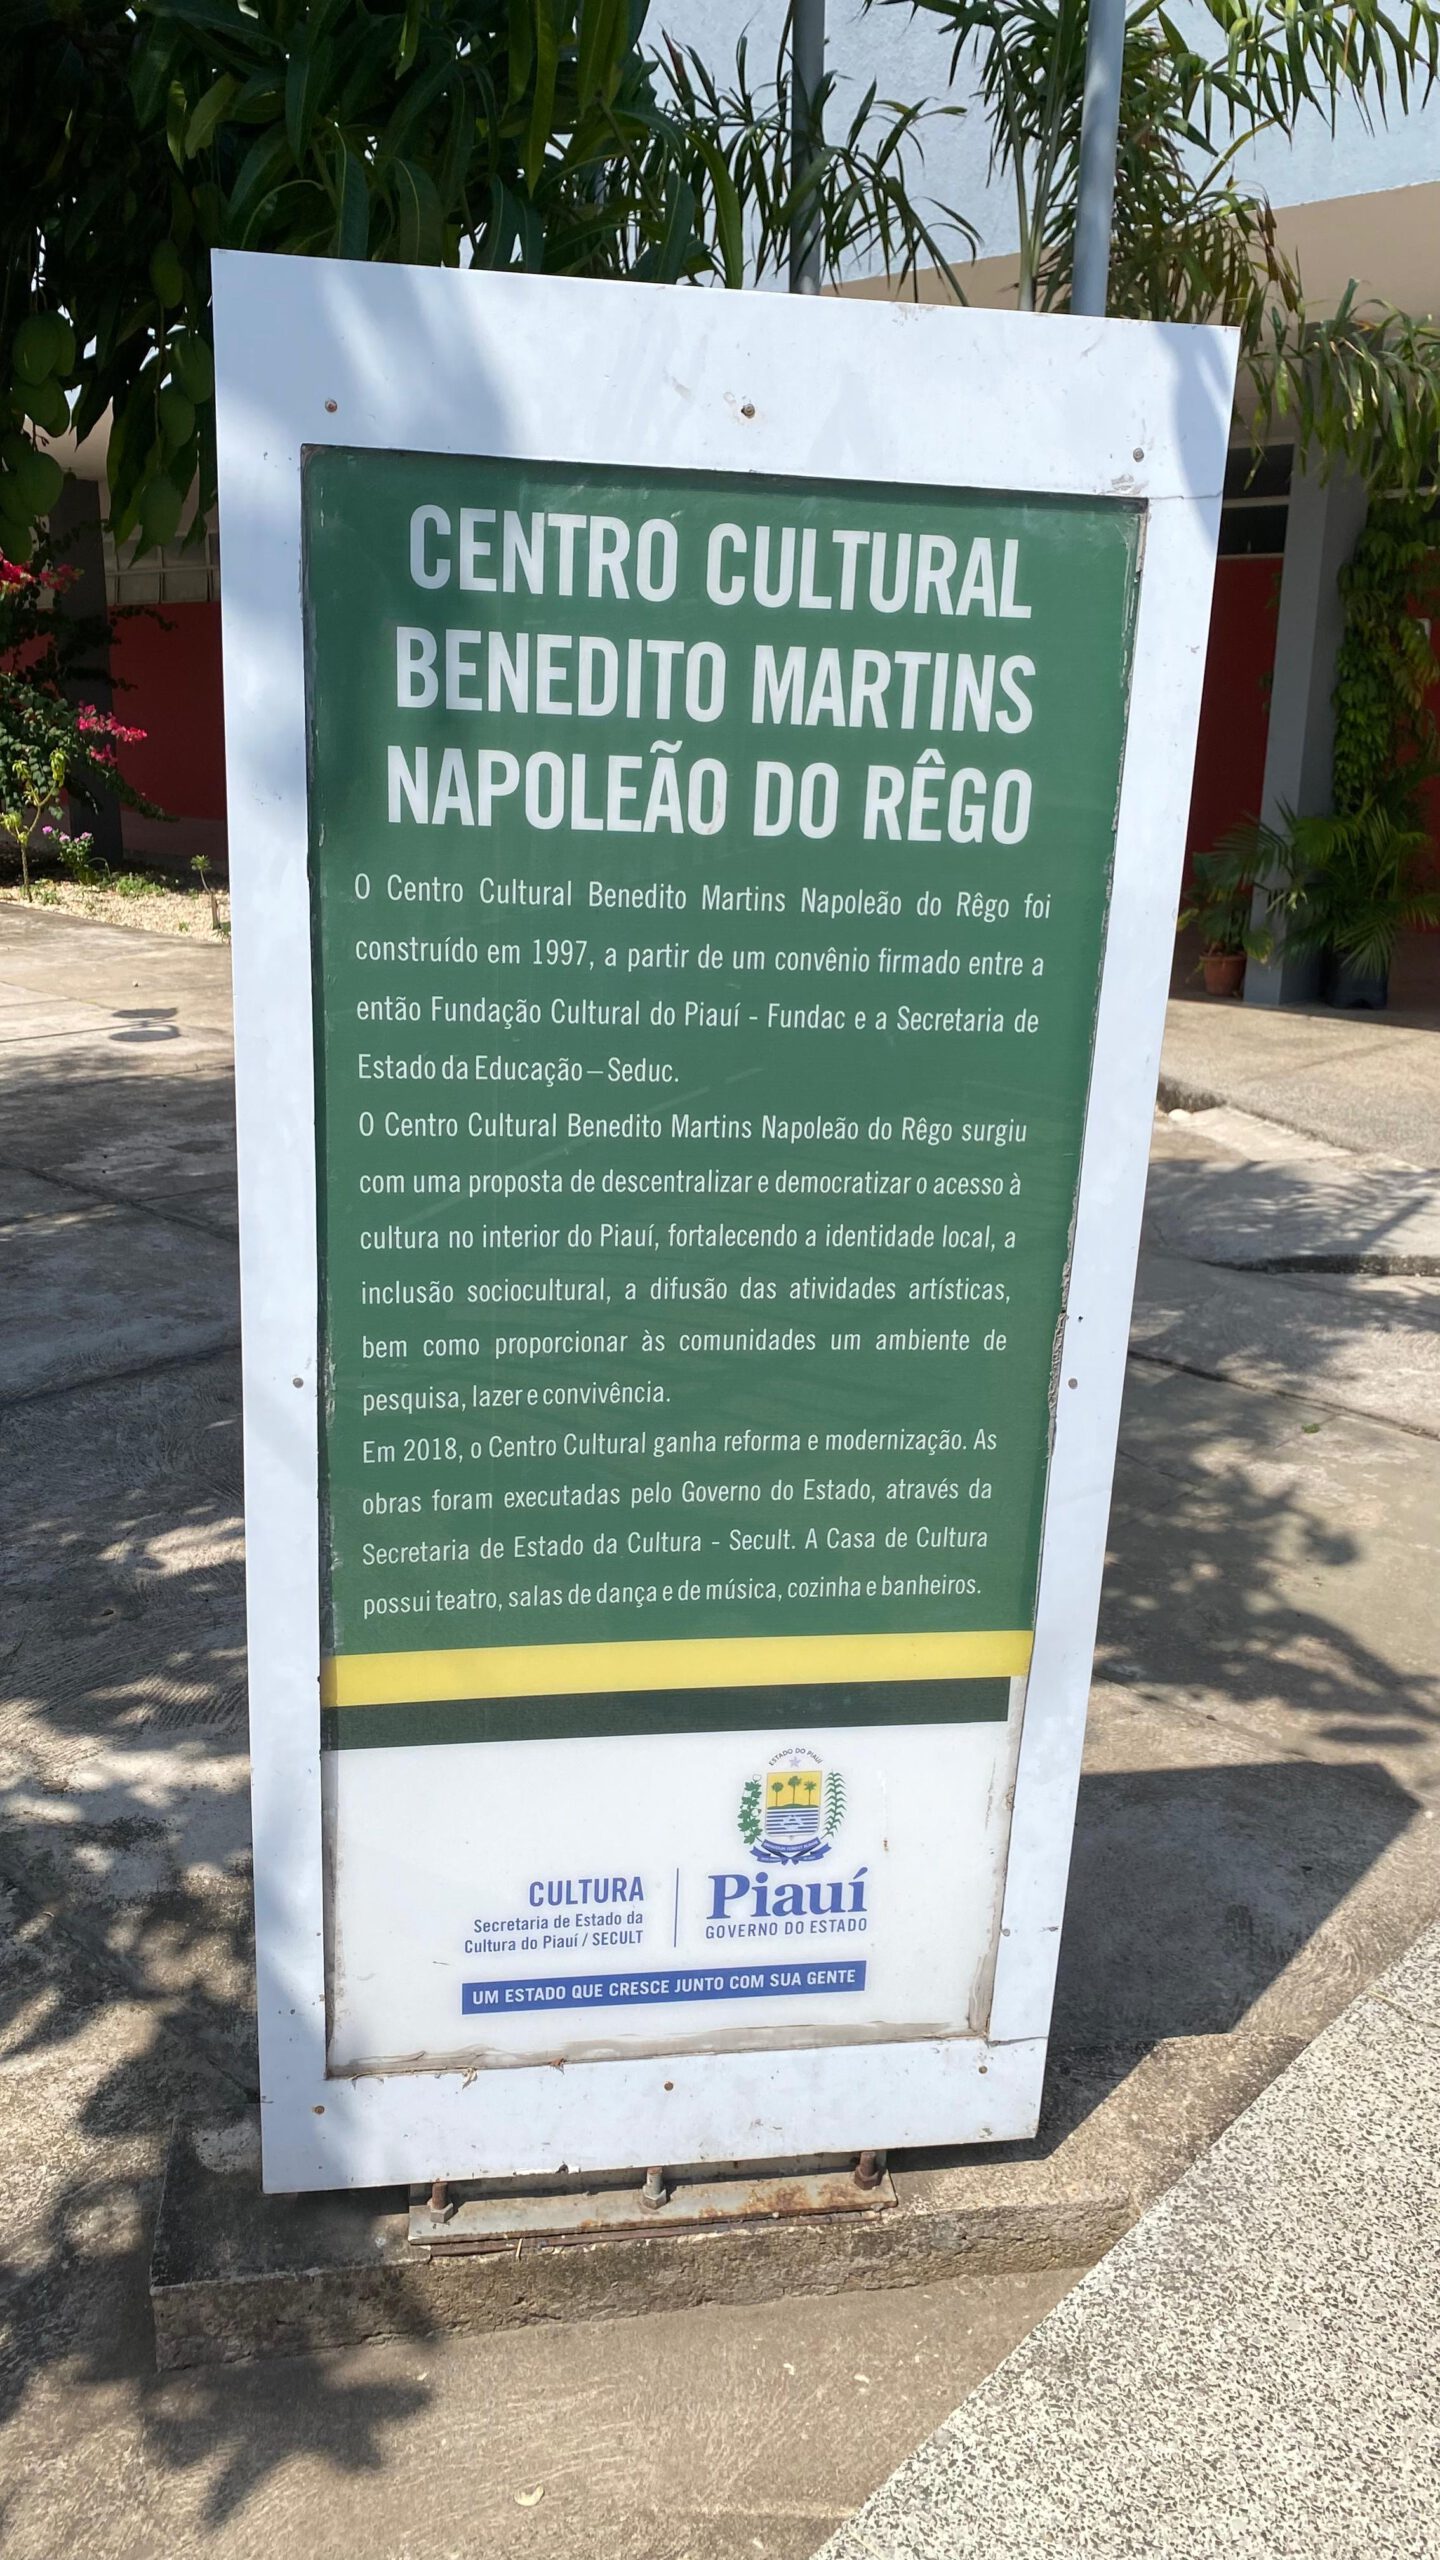 CENTRO CULTURAL
BENEDITO MARTINS
NAPOLEÃO DO RÊGO
O Centro Cultural Benedito Martins Napoleão do Rêgo foi
construído em 1997, a partir de um convênio firmado entre a
então Fundação Cultural do Piauí - Fundac e a Secretaria de
Estado da Educação – Seduc.
O Centro Cultural Benedito Martins Napoleão do Rêgo surgiu
com uma proposta de descentralizar e democratizar o acesso à
cultura no interior do Piauí, fortalecendo a identidade local, a
inclusão sociocultural, a difusão das atividades artísticas,
bem como proporcionar às comunidades um ambiente de
pesquisa, lazer e convivência.
Em 2018, o Centro Cultural ganha reforma e modernização. As
obras foram executadas pelo Governo do Estado, através da
Secretaria de Estado da Cultura - Secult. A Casa de Cultura
possui teatro, salas de dança e de música, cozinha e banheiros.
ESTADO DO PIAUÍ
CULTURA
Secretaria de Estado da
Cultura do Piauí / SECULT
Piauí
GOVERNO DO ESTADO
UM ESTADO QUE CRESCE JUNTO COM SUA GENTE